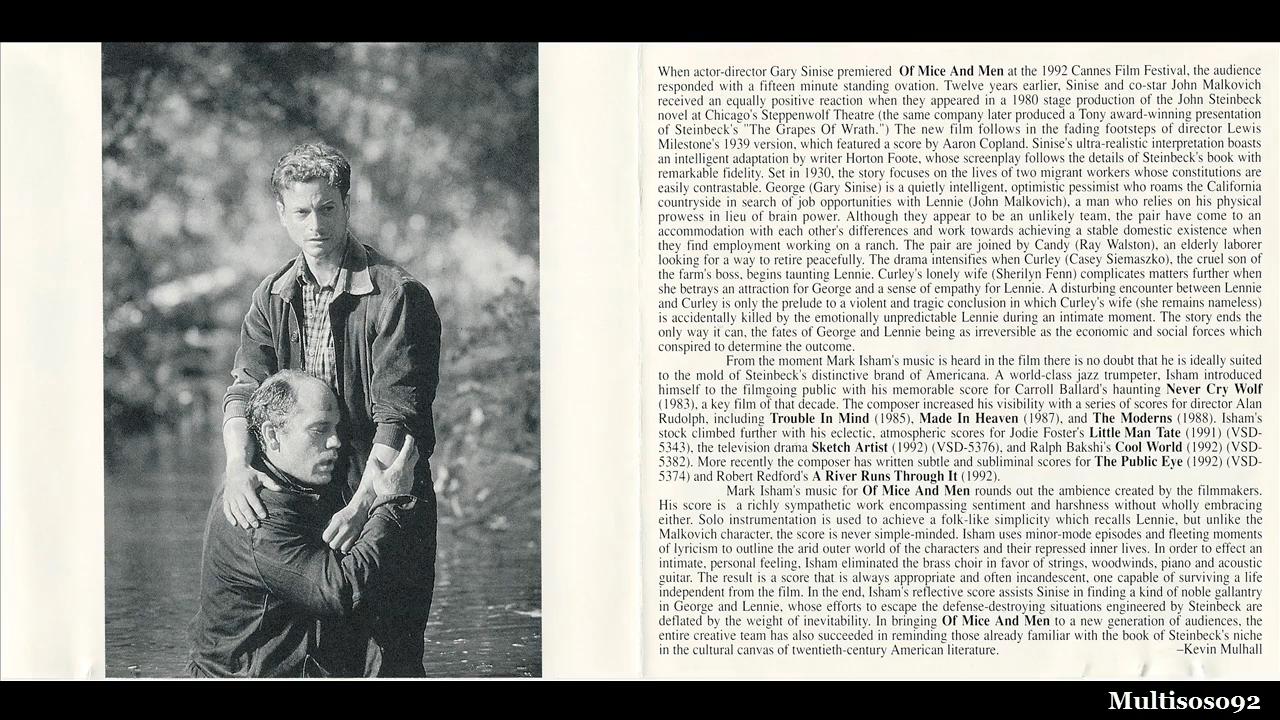 When actor-director Gary Sinise premiered Of Mice And Men at the 1992 Cannes Film Festival, the audience
responded with a fifteen minute standing ovation. Twelve years earlier, Sinise and co-star John Malkovich
received an equally positive reaction when they appeared in a 1980 stage production of the John Steinbeck
novel at Chicago's Steppenwolf Theatre (the same company later produced a Tony award-winning presentation
of Steinbeck's "The Grapes Of Wrath.") The new film follows in the fading footsteps of director Lewis
Milestone's 1939 version, which featured a score by Aaron Copland. Sinise's ultra-realistic interpretation boasts
an intelligent adaptation by writer Horton Foote, whose screenplay follows the details of Steinbeck's book with
remarkable fidelity. Set in 1930, the story focuses on the lives of two migrant workers whose constitutions are
easily contrastable. George (Gary Sinise) is a quietly intelligent, optimistic pessimist who roams the California
countryside in search of job opportunities with Lennie (John Malkovich), a man who relies on his physical
prowess in lieu of brain power. Although they appear to be an unlikely team, the pair have come to an
accommodation with each other's differences and work towards achieving a stable domestic existence when
they find employment working on a ranch. The pair are joined by Candy (Ray Walston), an elderly laborer
looking for a way to retire peacefully. The drama intensifies when Curley (Casey Siemaszko), the cruel son of
the farm's boss, begins taunting Lennie. Curley's lonely wife (Sherilyn Fenn) complicates matters further when
she betrays an attraction for George and a sense of empathy for Lennie. A disturbing encounter between Lennie
and Curley is only the prelude to a violent and tragic conclusion in which Curley's wife (she remains nameless)
is accidentally killed by the emotionally unpredictable Lennie during an intimate moment. The story ends the
only way it can, the fates of George and Lennie being as irreversible as the economic and social forces which
conspired to determine the outcome.
From the moment Mark Isham's music is heard in the film there is no doubt that he is ideally suited
to the mold of Steinbeck's distinctive brand of Americana. A world-class jazz trumpeter, Isham introduced
himself to the filmgoing public with his memorable score for Carroll Ballard's haunting Never Cry Wolf
(1983), a key film of that decade. The composer increased his visibility with a series of scores for director Alan
Rudolph, including Trouble In Mind (1985), Made In Heaven (1987), and The Moderns (1988). Isham's
stock climbed further with his eclectic, atmospheric scores for Jodie Foster's Little Man Tate (1991) (VSD-
5343), the television drama Sketch Artist (1992) (VSD-5376), and Ralph Bakshi's Cool World (1992) (VSD-
5382). More recently the composer has written subtle and subliminal scores for The Public Eye (1992) (VSD-
5374) and Robert Redford's A River Runs Through It (1992).
Mark Isham's music for Of Mice And Men rounds out the ambience created by the filmmakers.
His score is a richly sympathetic work encompassing sentiment and harshness without wholly embracing
either. Solo instrumentation is used to achieve a folk-like simplicity which recalls Lennie, but unlike the
Malkovich character, the score is never simple-minded. Isham uses minor-mode episodes and fleeting moments
of lyricism to outline the arid outer world of the characters and their repressed inner lives. In order to effect an
intimate, personal feeling, Isham eliminated the brass choir in favor of strings, woodwinds, piano and acoustic
guitar. The result is a score that is always appropriate and often incandescent, one capable of surviving a life
independent from the film. In the end, Isham's reflective score assists Sinise in finding a kind of noble gallantry
in George and Lennie, whose efforts to escape the defense-destroying situations engineered by Steinbeck are
deflated by the weight of inevitability. In bringing Of Mice And Men to a new generation of audiences, the
entire creative team has also succeeded in reminding those already familiar with the book of Steinbeck's niche
in the cultural canvas of twentieth-century American literature. –Kevin Mulhall
Multisoso92